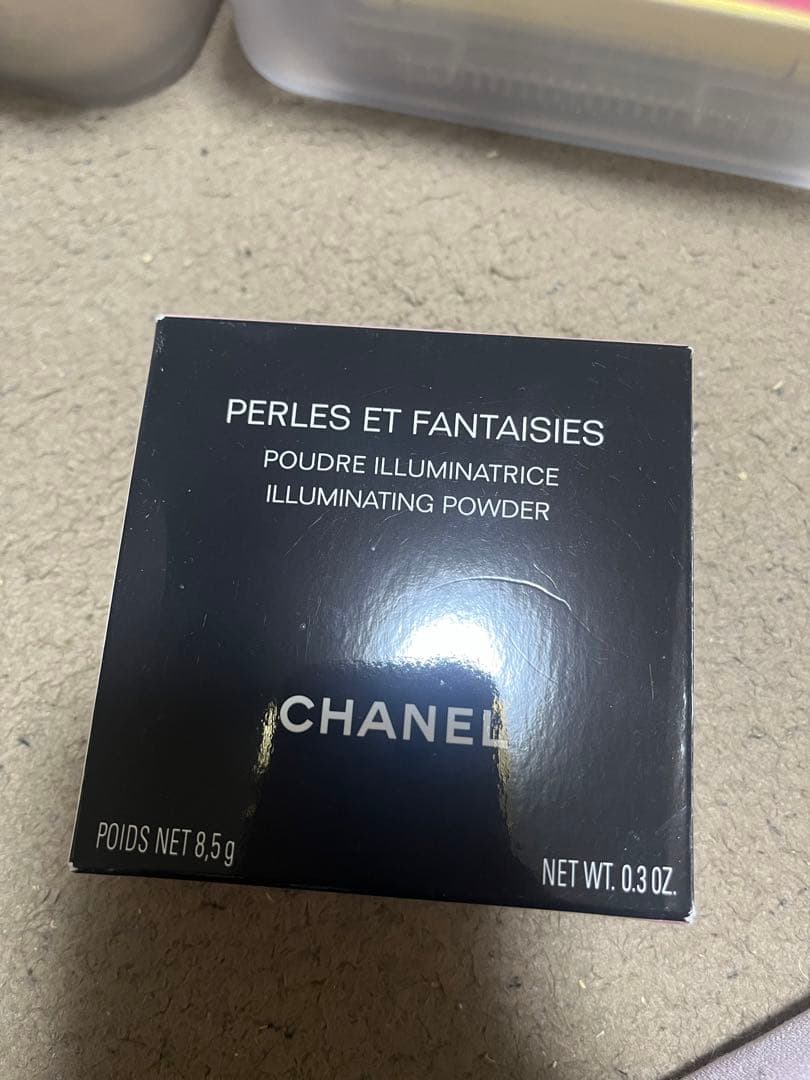 PERLES ET FANTAISIES
POUDRE ILLUMINATRICE
ILLUMINATING POWDER
CHANEL
POIDS NET 8,5 g
NET WT. 0.3 OZ.